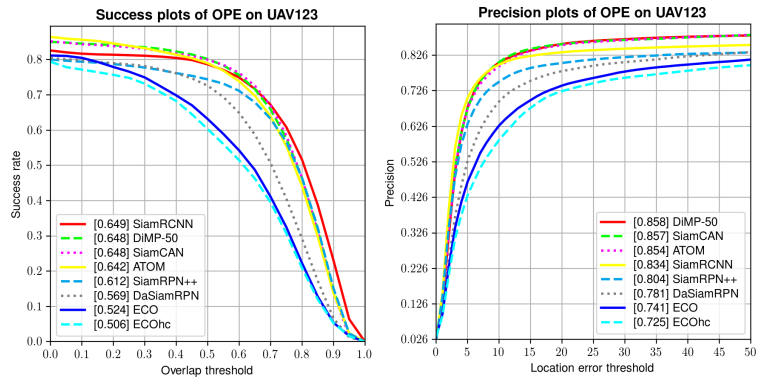 Success plots of OPE on UAV123
Success rate
0.8
0.7
0.6
0.5
0.4
0.3
0.2
0.1
0.0
[0.649] SiamRCNN
[0.648] DiMP-50
[0.648] SiamCAN
[0.642] ATOM
[0.612] SiamRPN++
[0.569] DaSiamRPN
[0.524] ECO
[0.506] ECOhc
0.0 0.1 0.2 0.3 0.4 0.5 0.6 0.7 0.8 0.9 1.0
Overlap threshold
Precision plots of OPE on UAV123
Precision
0.826
0.726
0.626
0.526
0.426
0.326
0.226
0.126
0.026
[0.858] DiMP-50
[0.857] SiamCAN
[0.854] ATOM
[0.834] SiamRCNN
[0.804] SiamRPN++
[0.781] DaSiamRPN
[0.741] ECO
[0.725] ECOhc
0 5 10 15 20 25 30 35 40 45 50
Location error threshold